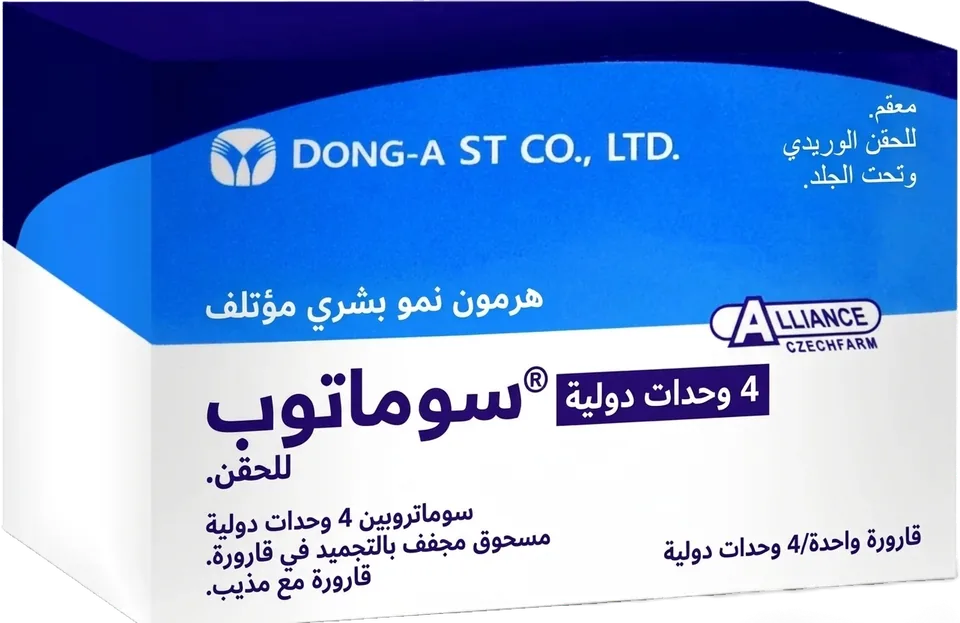 DONG-A ST CO., LTD.
معقم.
للحقن الوريدي
وتحت الجلد.
هرمون نمو بشري مؤتلف
ALLIANCE
CZECHFARM
سوماتوب®
4 وحدات دولية
للحقن.
سوماتروبين 4 وحدات دولية
مسحوق مجفف بالتجميد في قارورة.
قارورة مع مذيب.
قارورة واحدة/4 وحدات دولية